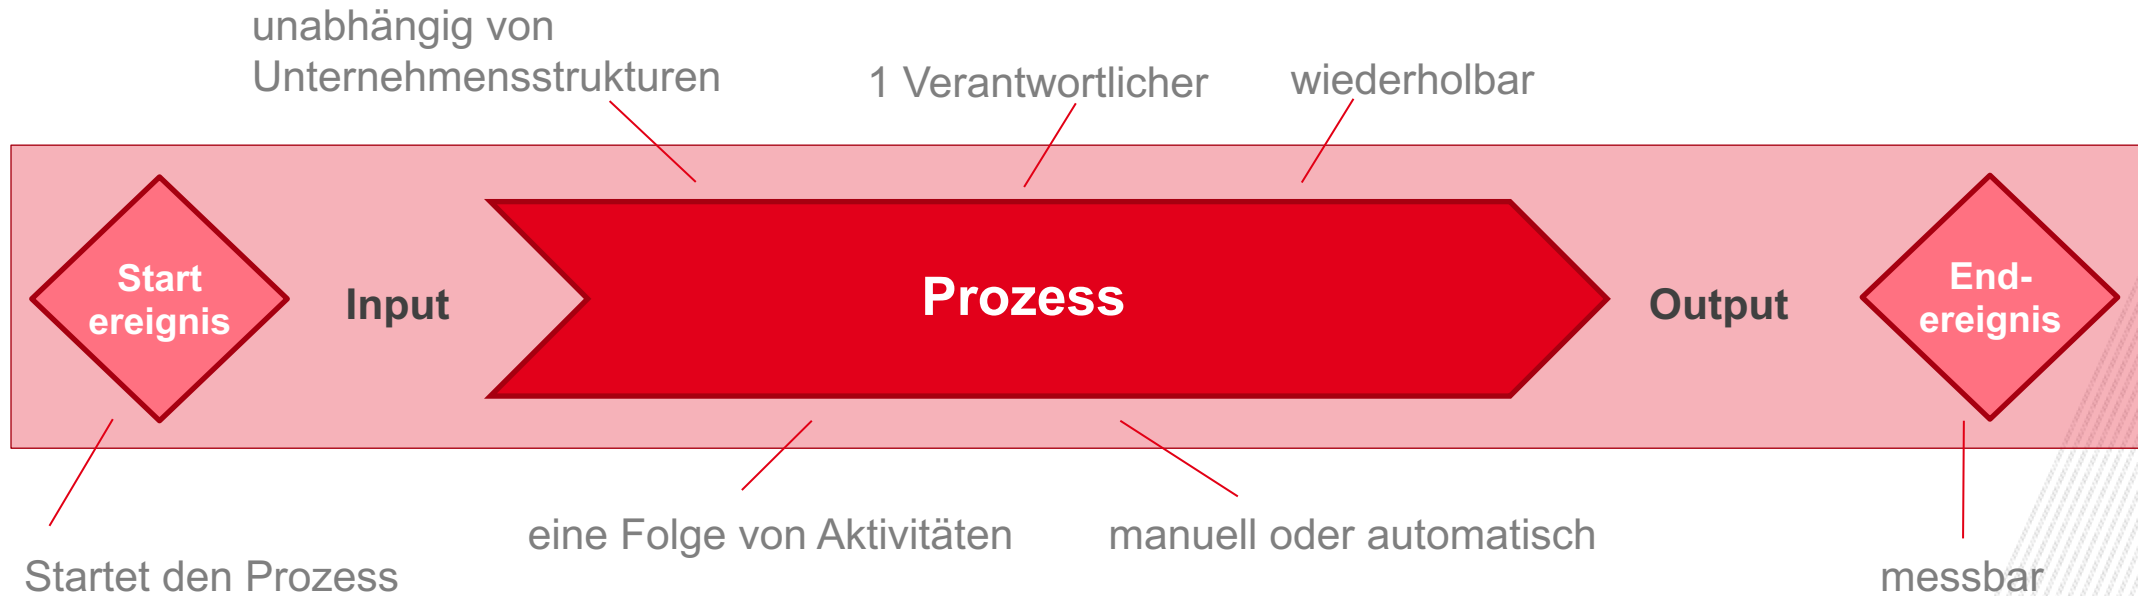 unabhängig von
Unternehmensstrukturen
1 Verantwortlicher
wiederholbar
Start
ereignis
Input
Prozess
Output
End-
ereignis
eine Folge von Aktivitäten
manuell oder automatisch
Startet den Prozess
messbar